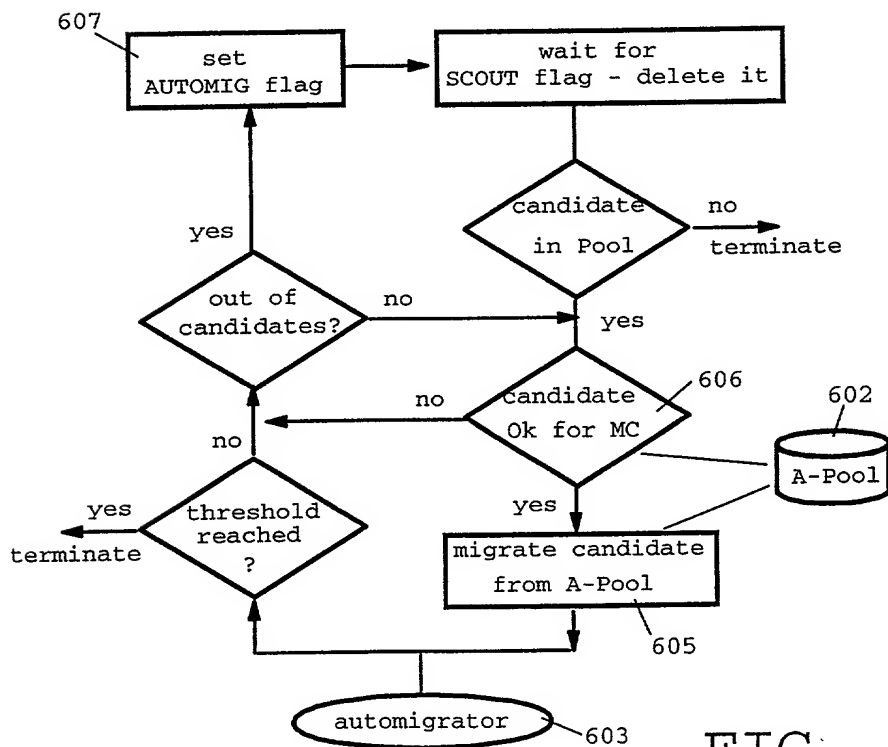 607
set
AUTOMIG flag
wait for
SCOUT flag - delete it
candidate
in Pool
no
terminate
yes
out of
candidates?
no
yes
candidate
Ok for MC
606
602
A-Pool
no
no
yes
terminate
threshold
reached
?
yes
migrate candidate
from A-Pool
605
automigrator
603
FIG